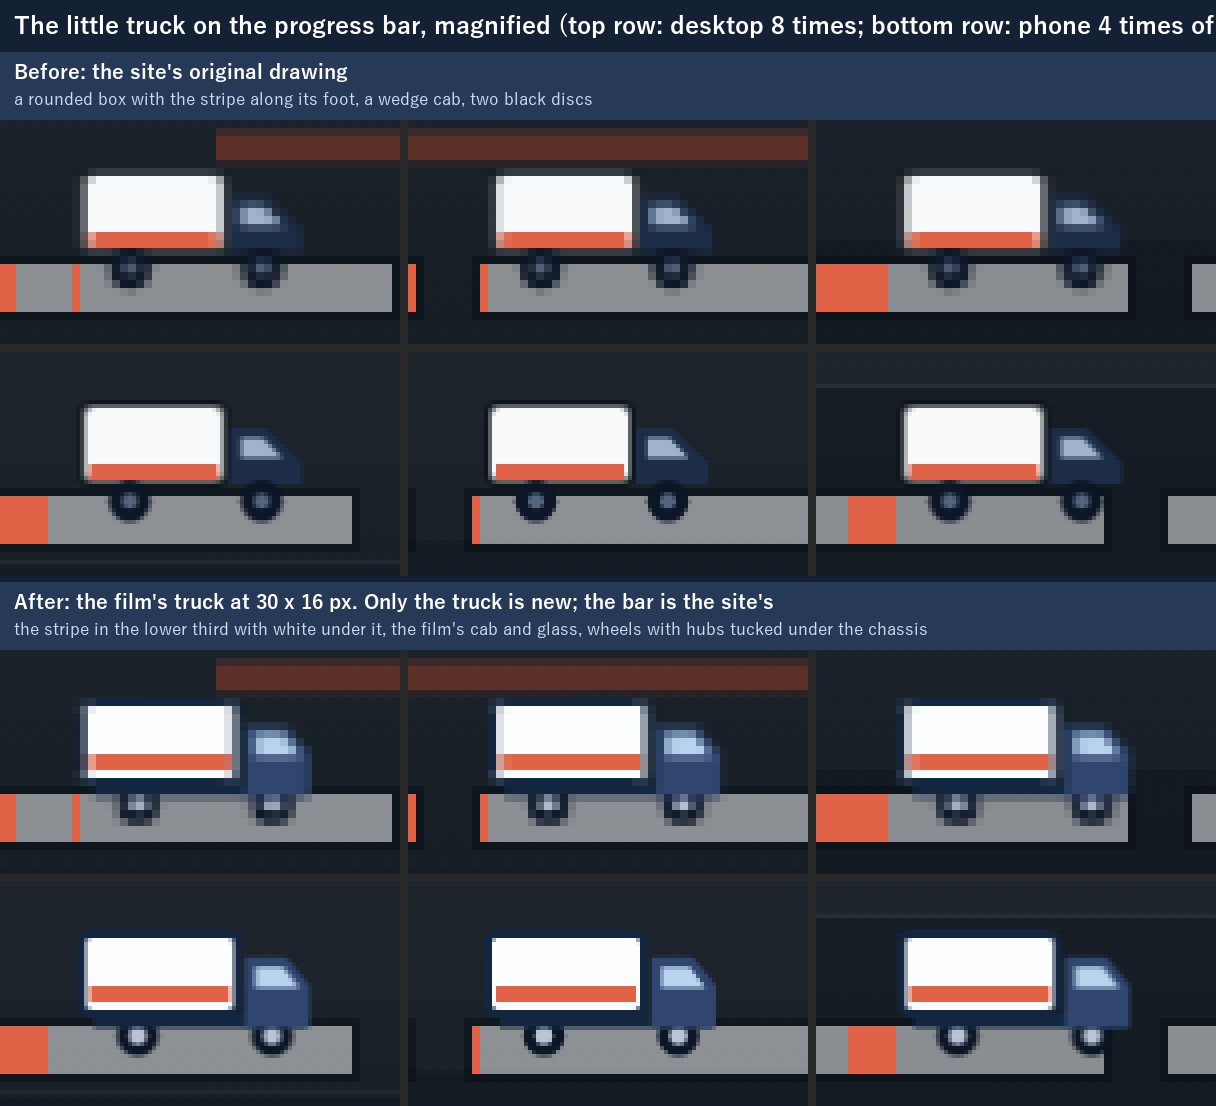 The little truck on the progress bar, magnified (top row: desktop 8 times; bottom row: phone 4 times of
Before: the site's original drawing
a rounded box with the stripe along its foot, a wedge cab, two black discs
After: the film's truck at 30 x 16 px. Only the truck is new; the bar is the site's
the stripe in the lower third with white under it, the film's cab and glass, wheels with hubs tucked under the chassis